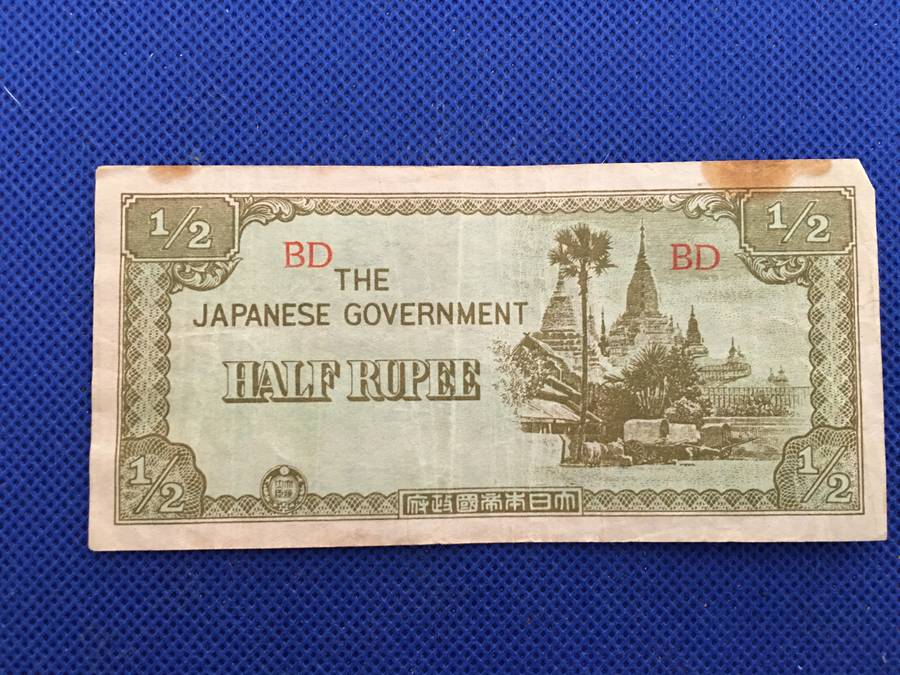 1/2
1/2
BD
BD
THE
JAPANESE GOVERNMENT
HALF RUPEE
1/2
1/2
府政國帝本日大